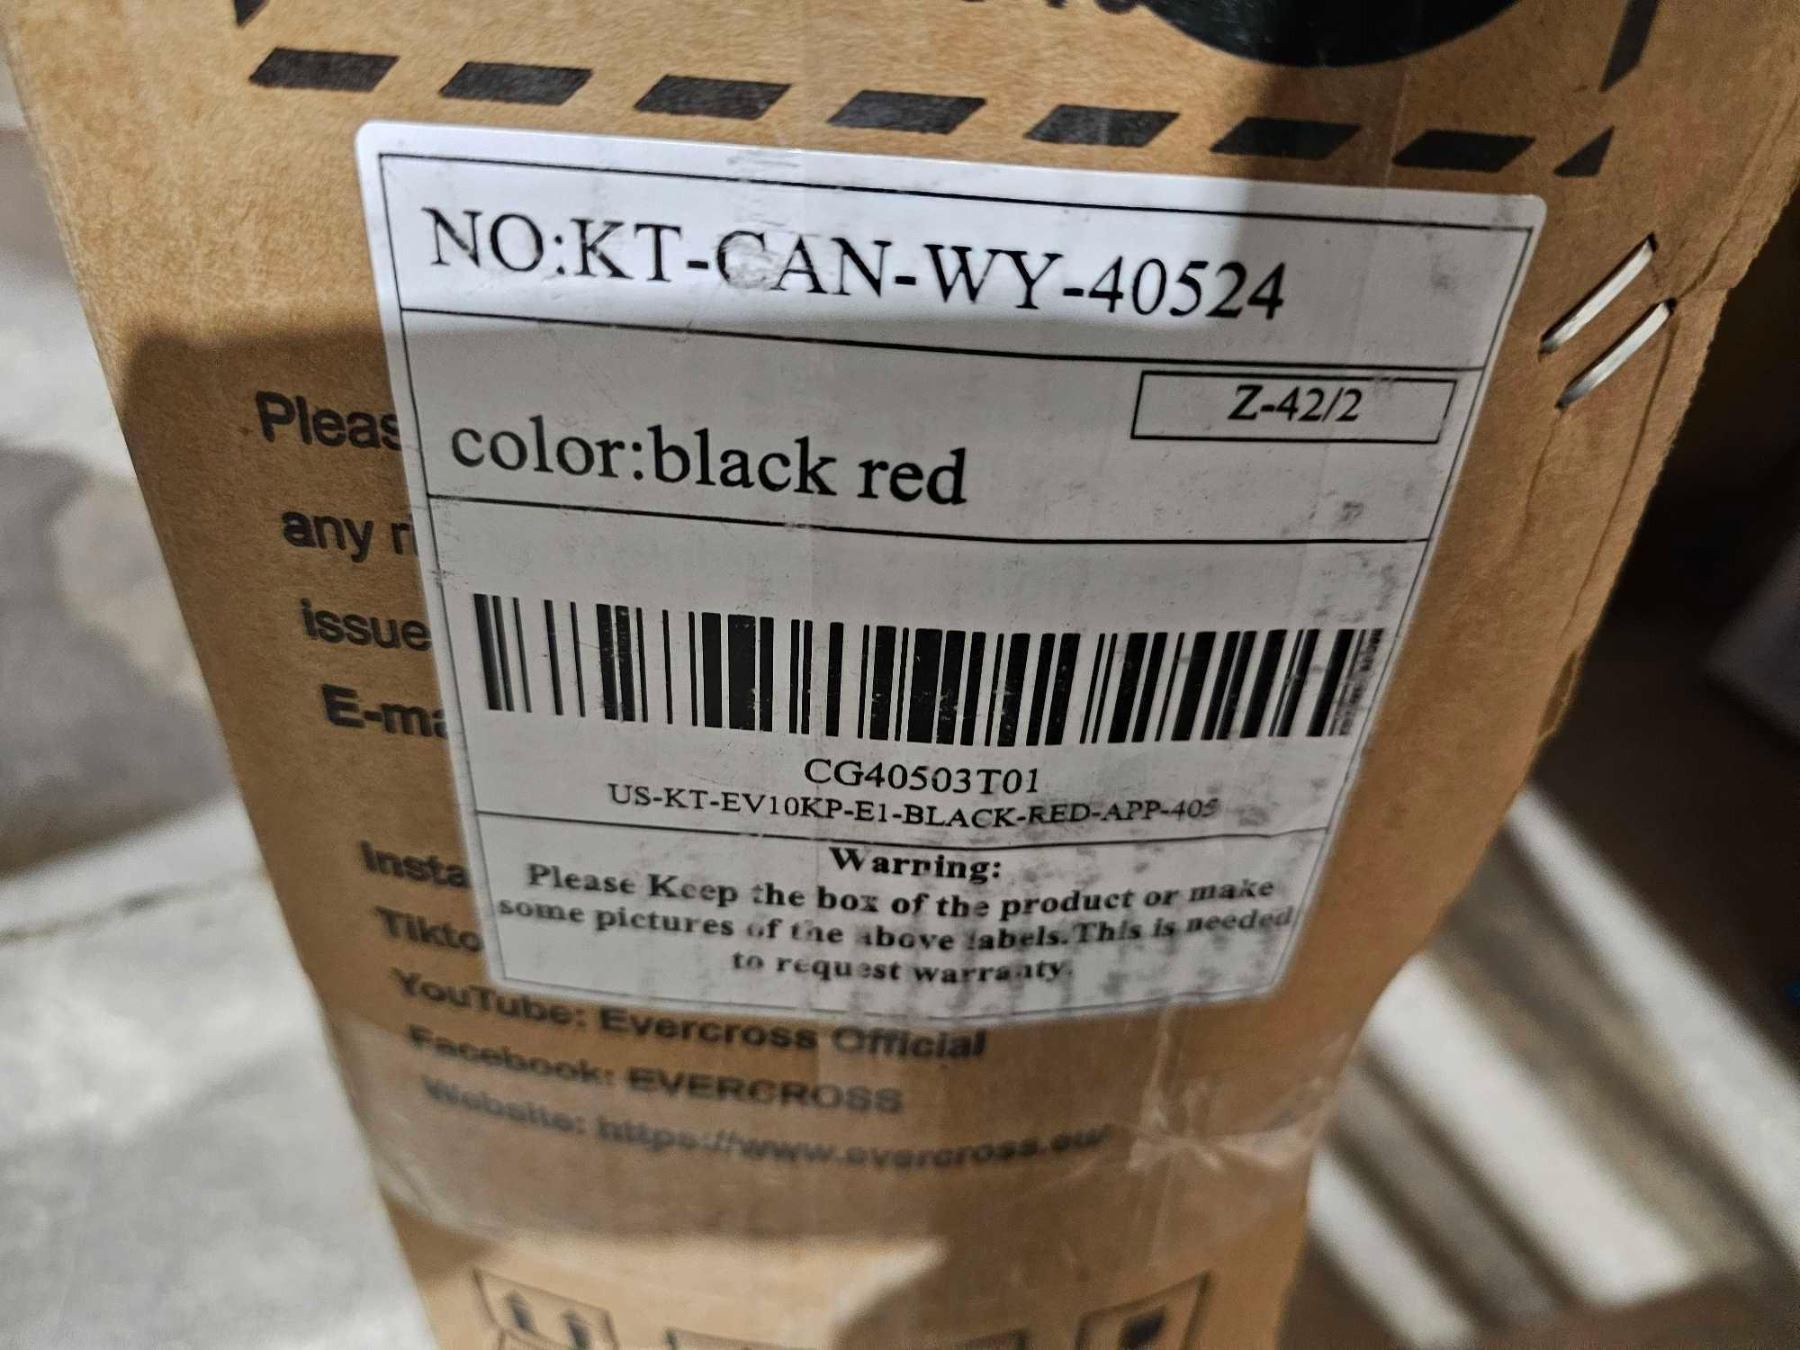 NO:KT-CAN-WY-40524
Z-42/2
color:black red
CG40503T01
US-KT-EV10KP-E1-BLACK-RED-APP-405
Warning:
Please Keep the box of the product or make
some pictures of the above labels.This is needed
to request warranty.
Pleas
any r
issue
E-ma
Insta
Tikto
YouTube: Evercross Official
Facebook: EVERCROSS
Website: https://www.evercross.eu/